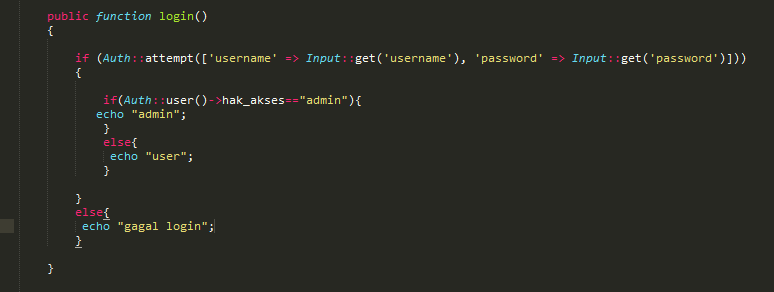 public function login()
{
if (Auth::attempt(['username' => Input::get('username'), 'password' => Input::get('password')]))
{
if(Auth::user()->hak_akses=="admin"){
echo "admin";
}
else{
echo "user";
}
}
else{
echo "gagal login";
}
}